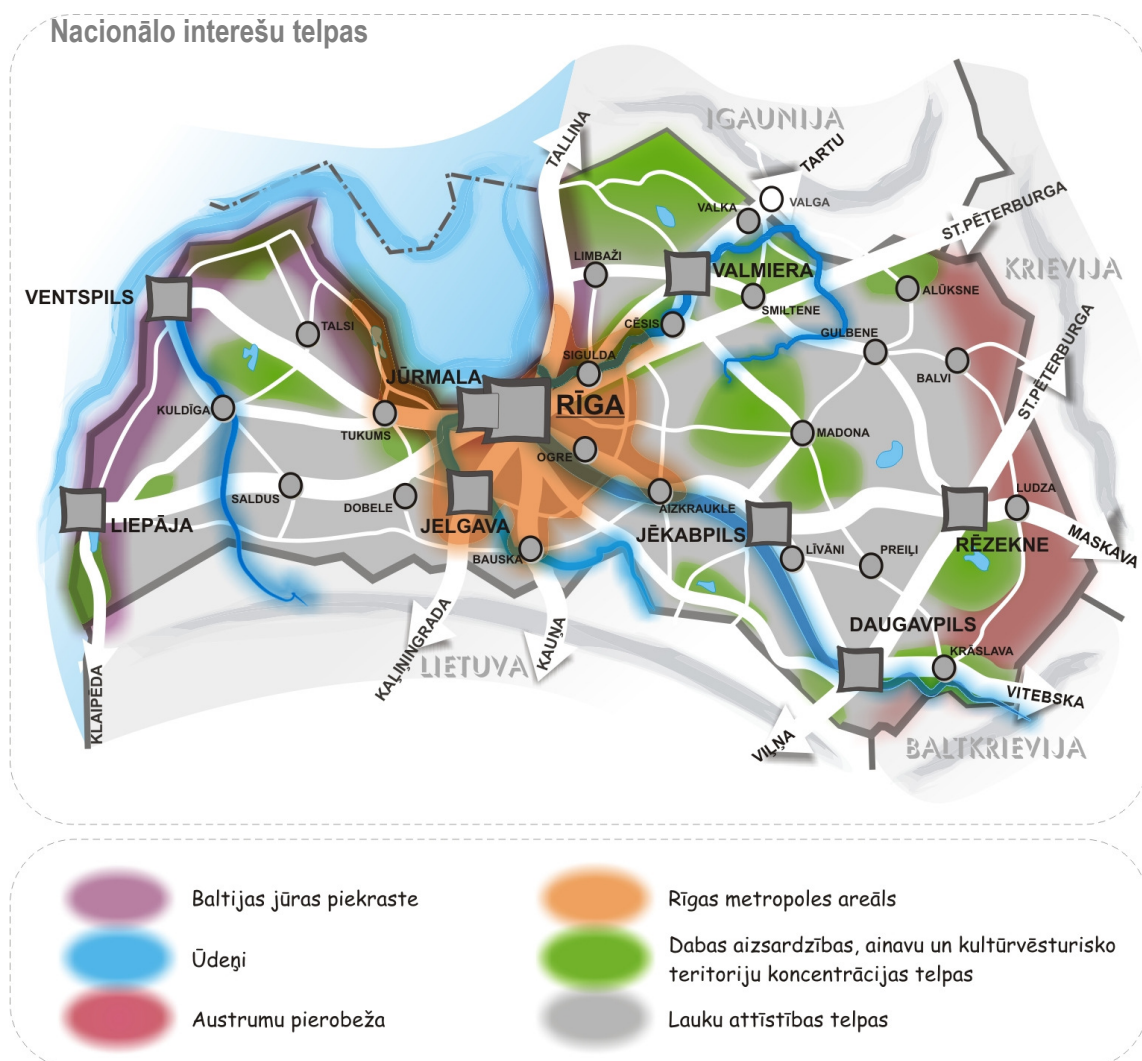 Nacionālo interešu telpas
IGAUNIJA
TALLINA
TARTU
VALKA
VALGA
ST.PĒTERBURGA
KRIEVIJA
LIMBAŽI
VALMIERA
VENTSPILS
ALŪKSNE
SMILTENE
CĒSIS
TALSI
GULBENE
SIGULDA
BALVI
ST.PĒTERBURGA
JŪRMALA
RĪGA
KULDĪGA
TUKUMS
MADONA
OGRE
SALDUS
DOBELE
AIZKRAUKLE
LUDZA
LIEPĀJA
JELGAVA
JĒKABPILS
RĒZEKNE
MASKAVA
BAUSKA
LĪVĀNI
PREIĻI
DAUGAVPILS
KRĀSLAVA
KAĻIŅINGRADA
LIETUVA
KAUŅA
KLAIPĒDA
VITEBSKA
VIĻŅA
BALTKRIEVIJA
Baltijas jūras piekraste
Ūdeņi
Austrumu pierobeža
Rīgas metropoles areāls
Dabas aizsardzības, ainavu un kultūrvēsturisko
teritoriju koncentrācijas telpas
Lauku attīstības telpas